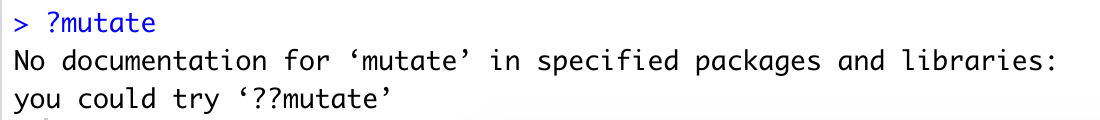 > ?mutate
No documentation for ‘mutate’ in specified packages and libraries:
you could try ‘??mutate’